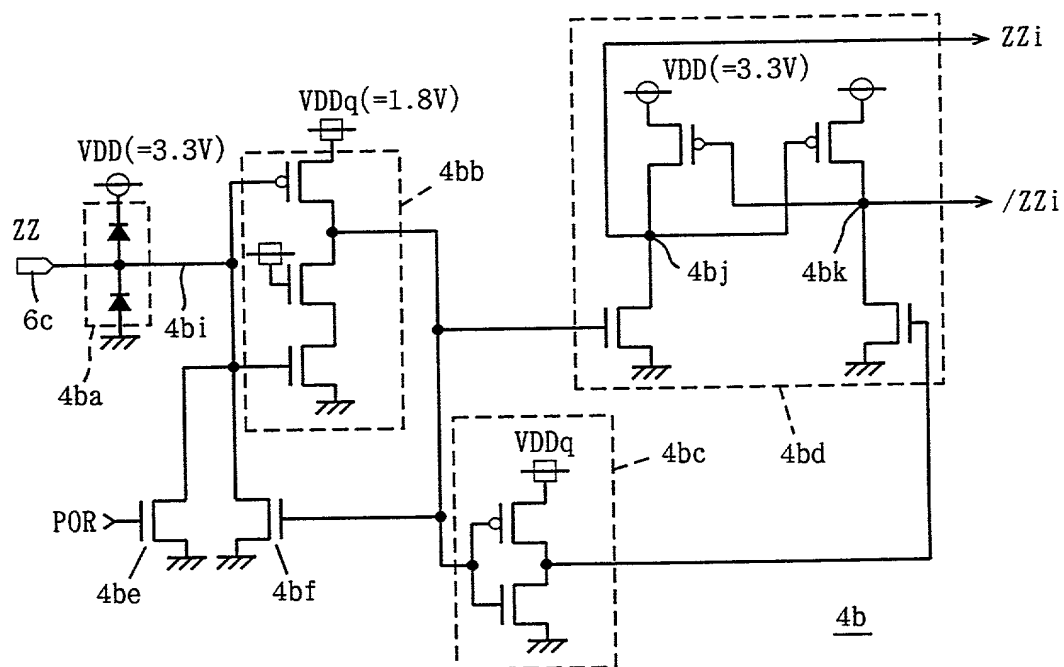 ZZi
VDD(=3.3V)
VDDq(=1.8V)
VDD(=3.3V)
4bb
ZZ
/ZZi
4bj
4bk
6c
4bi
4ba
VDDq
4bc
4bd
POR
4be
4bf
4b